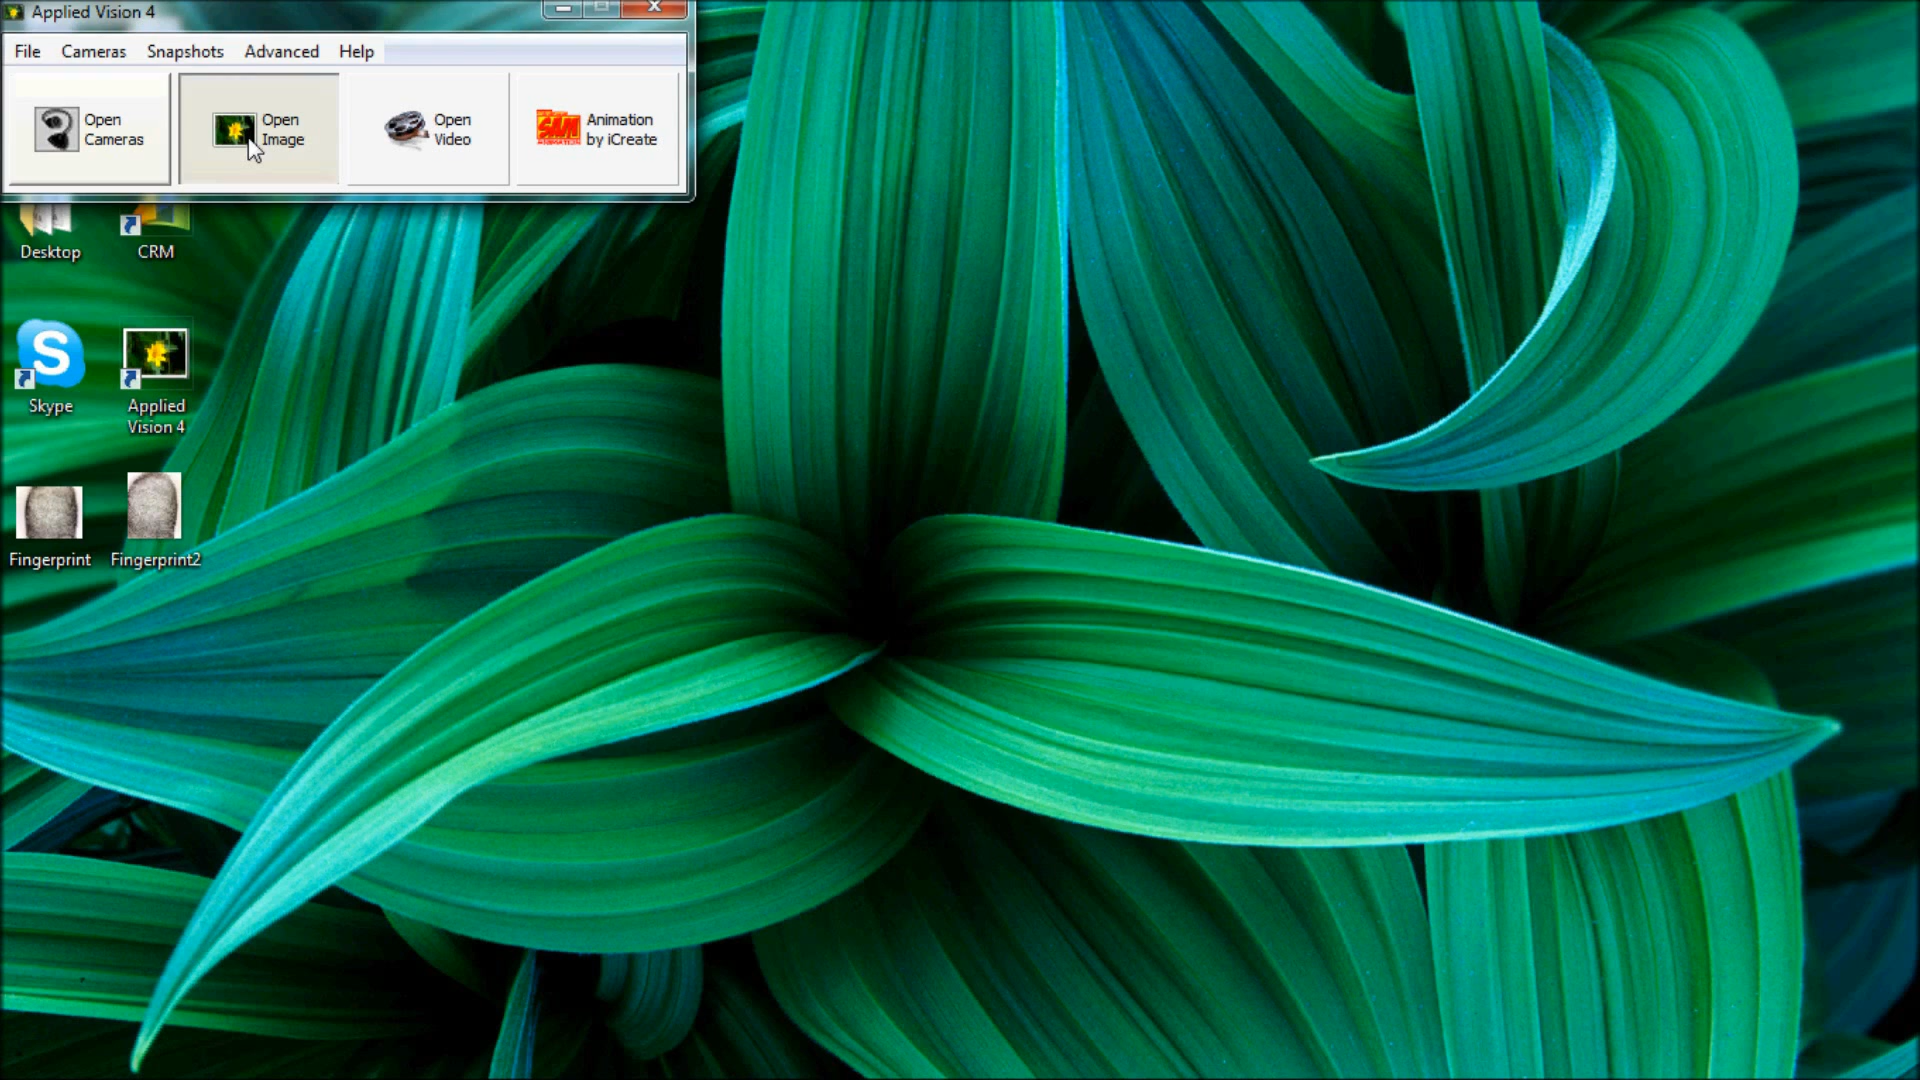 Applied Vision 4
File Cameras Snapshots Advanced Help
Open
Cameras
Open
Image
Open
Video
SAM
Animation
by iCreate
Desktop
CRM
Skype
Applied
Vision 4
Fingerprint
Fingerprint2